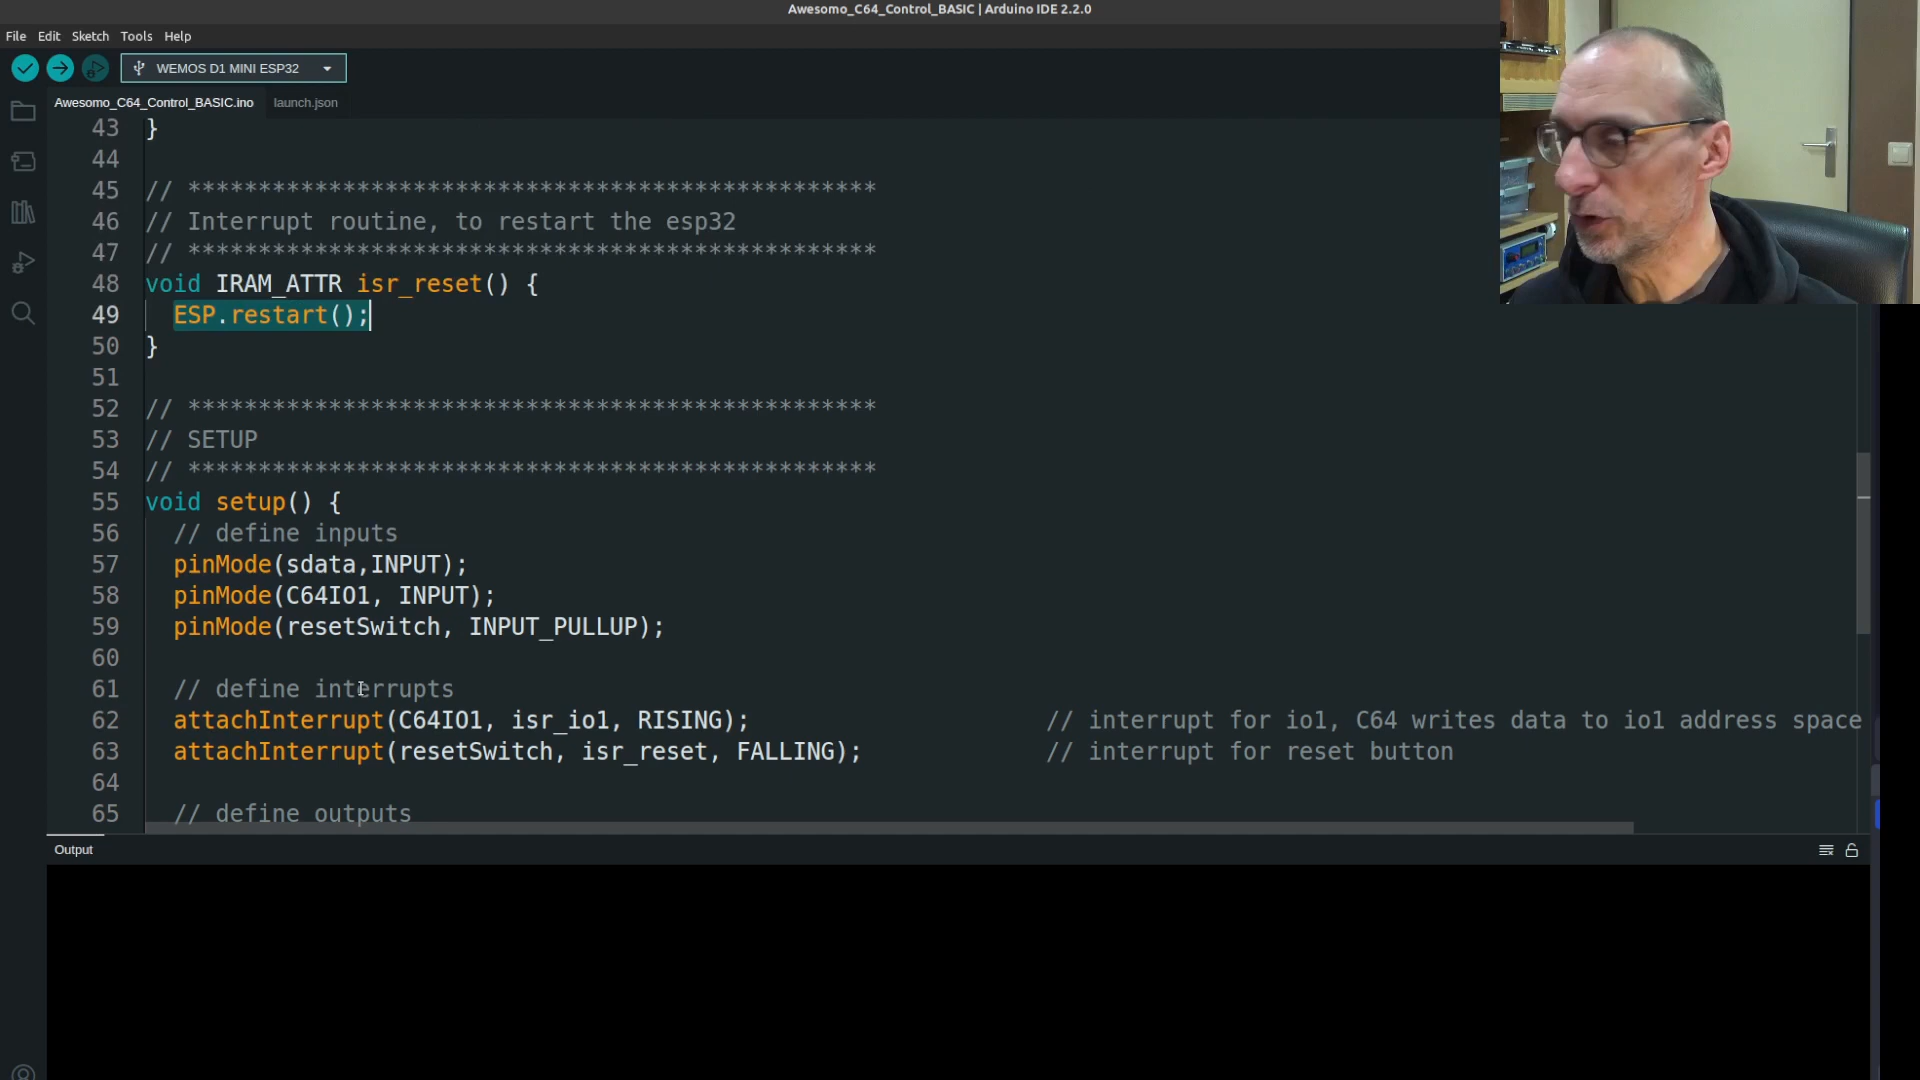 Awesomo_C64_Control_BASIC | Arduino IDE 2.2.0
File Edit Sketch Tools Help
WEMOS D1 MINI ESP32
Awesomo_C64_Control_BASIC.ino launch.json
43 }
44
45 // *************************************************
46 // Interrupt routine, to restart the esp32
47 // *************************************************
48 void IRAM_ATTR isr_reset() {
49 ESP.restart();
50 }
51
52 // *************************************************
53 // SETUP
54 // *************************************************
55 void setup() {
56 // define inputs
57 pinMode(sdata,INPUT);
58 pinMode(C64IO1, INPUT);
59 pinMode(resetSwitch, INPUT_PULLUP);
60
61 // define interrupts
62 attachInterrupt(C64IO1, isr_io1, RISING); // interrupt for io1, C64 writes data to io1 address space
63 attachInterrupt(resetSwitch, isr_reset, FALLING); // interrupt for reset button
64
65 // define outputs
Output